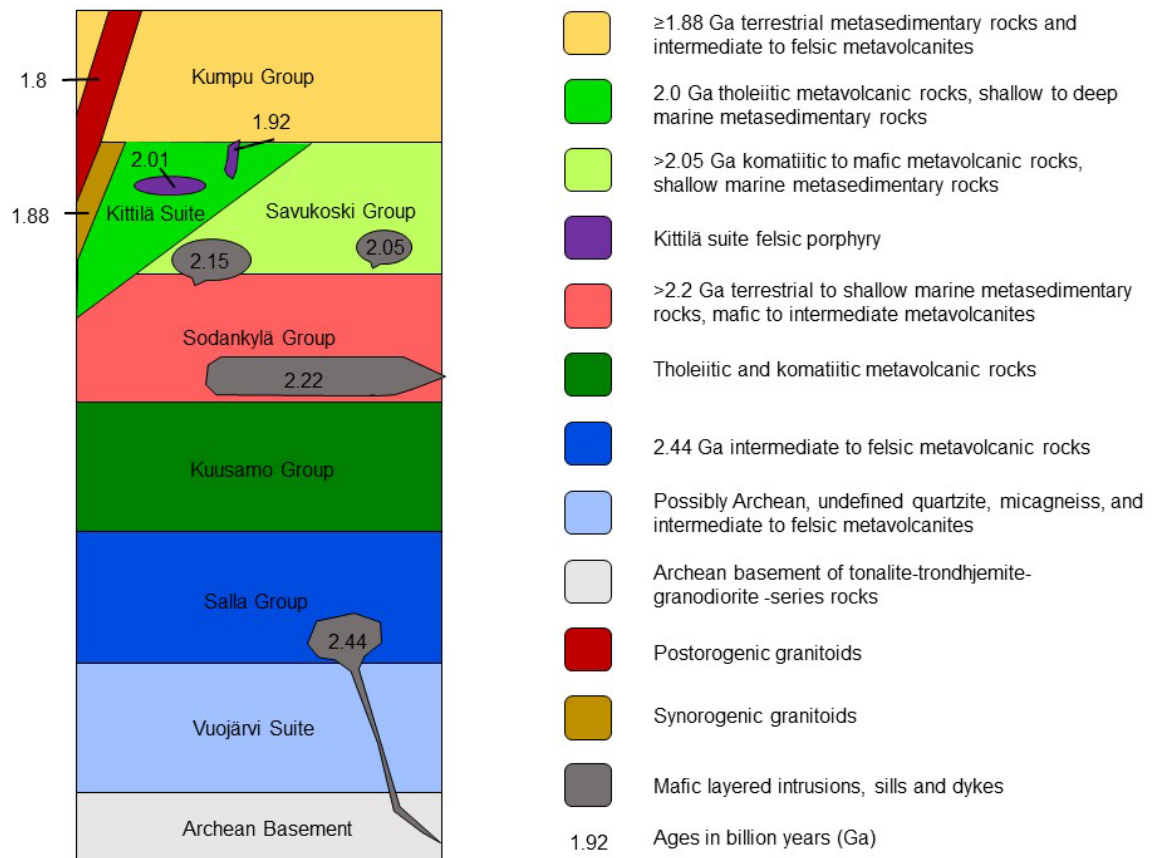 Kumpu Group
1.8
1.92
2.01
Kittilä Suite
1.88
Savukoski Group
2.15
2.05
Sodankylä Group
2.22
Kuusamo Group
Salla Group
2.44
Vuojärvi Suite
Archean Basement
≥1.88 Ga terrestrial metasedimentary rocks and
intermediate to felsic metavolcanites
2.0 Ga tholeiitic metavolcanic rocks, shallow to deep
marine metasedimentary rocks
>2.05 Ga komatiitic to mafic metavolcanic rocks,
shallow marine metasedimentary rocks
Kittilä suite felsic porphyry
>2.2 Ga terrestrial to shallow marine metasedimentary
rocks, mafic to intermediate metavolcanites
Tholeiitic and komatiitic metavolcanic rocks
2.44 Ga intermediate to felsic metavolcanic rocks
Possibly Archean, undefined quartzite, micagneiss, and
intermediate to felsic metavolcanites
Archean basement of tonalite-trondhjemite-
granodiorite -series rocks
Postorogenic granitoids
Synorogenic granitoids
Mafic layered intrusions, sills and dykes
1.92 Ages in billion years (Ga)